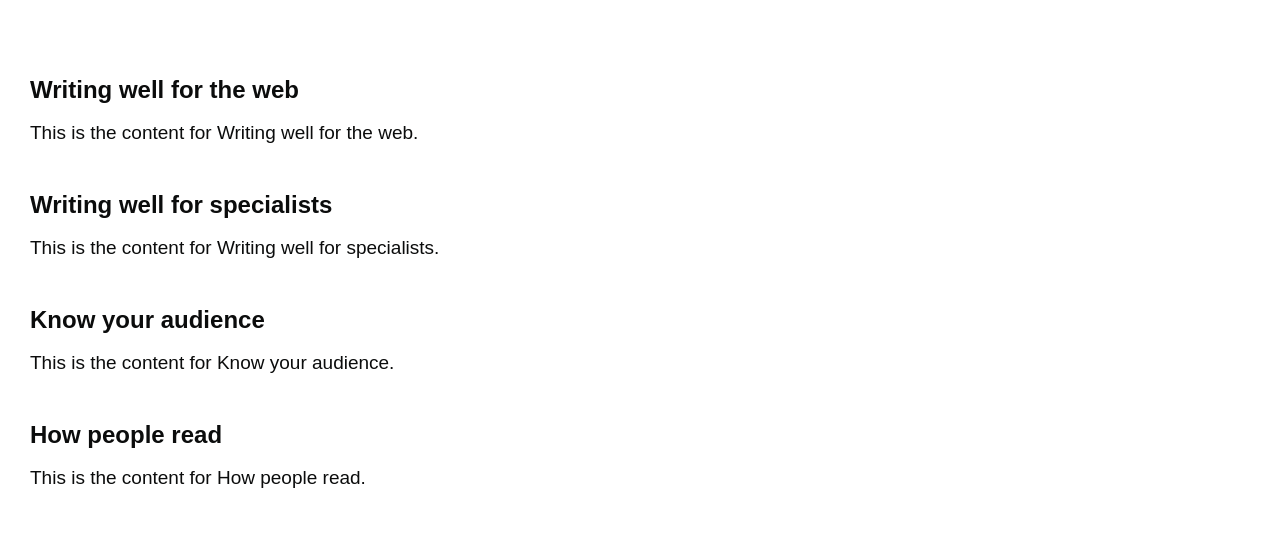 Writing well for the web
This is the content for Writing well for the web.
Writing well for specialists
This is the content for Writing well for specialists.
Know your audience
This is the content for Know your audience.
How people read
This is the content for How people read.